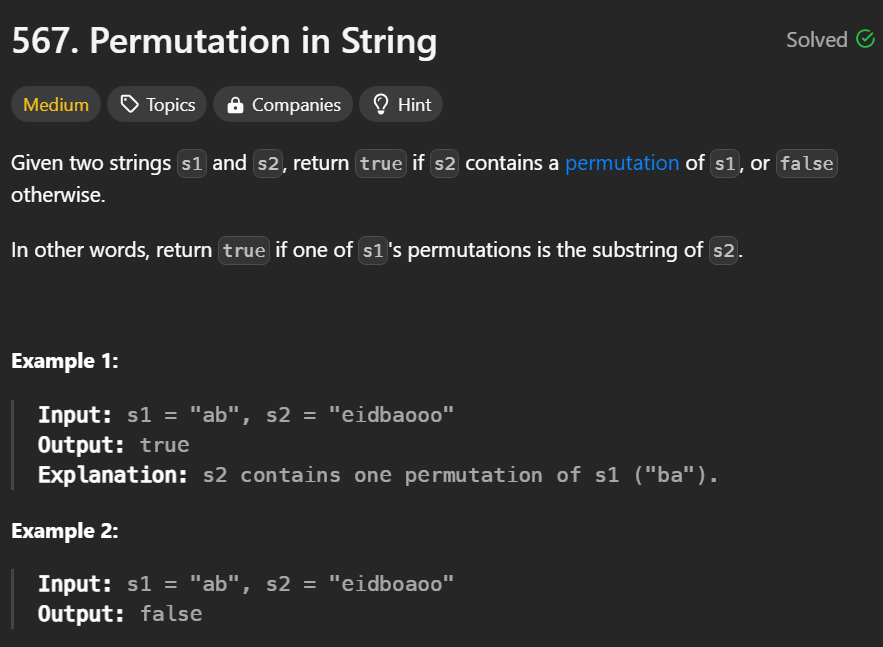 567. Permutation in String
Solved
Medium Topics Companies Hint
Given two strings s1 and s2, return true if s2 contains a permutation of s1, or false
otherwise.
In other words, return true if one of s1's permutations is the substring of s2.
Example 1:
Input: s1 = "ab", s2 = "eidbaooo"
Output: true
Explanation: s2 contains one permutation of s1 ("ba").
Example 2:
Input: s1 = "ab", s2 = "eidboaoo"
Output: false